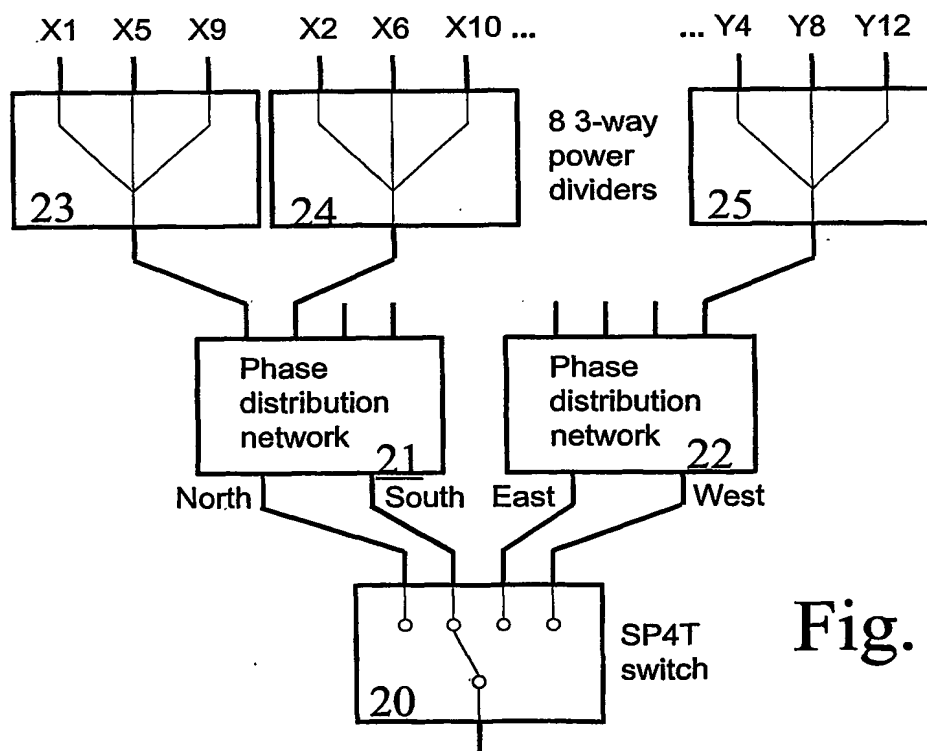 X1 X5 X9 X2 X6 X10 ... ... Y4 Y8 Y12
8 3-way
power
dividers
23
24
25
Phase
distribution
network
21
Phase
distribution
network
22
North
South
East
West
SP4T
switch
20
Fig.